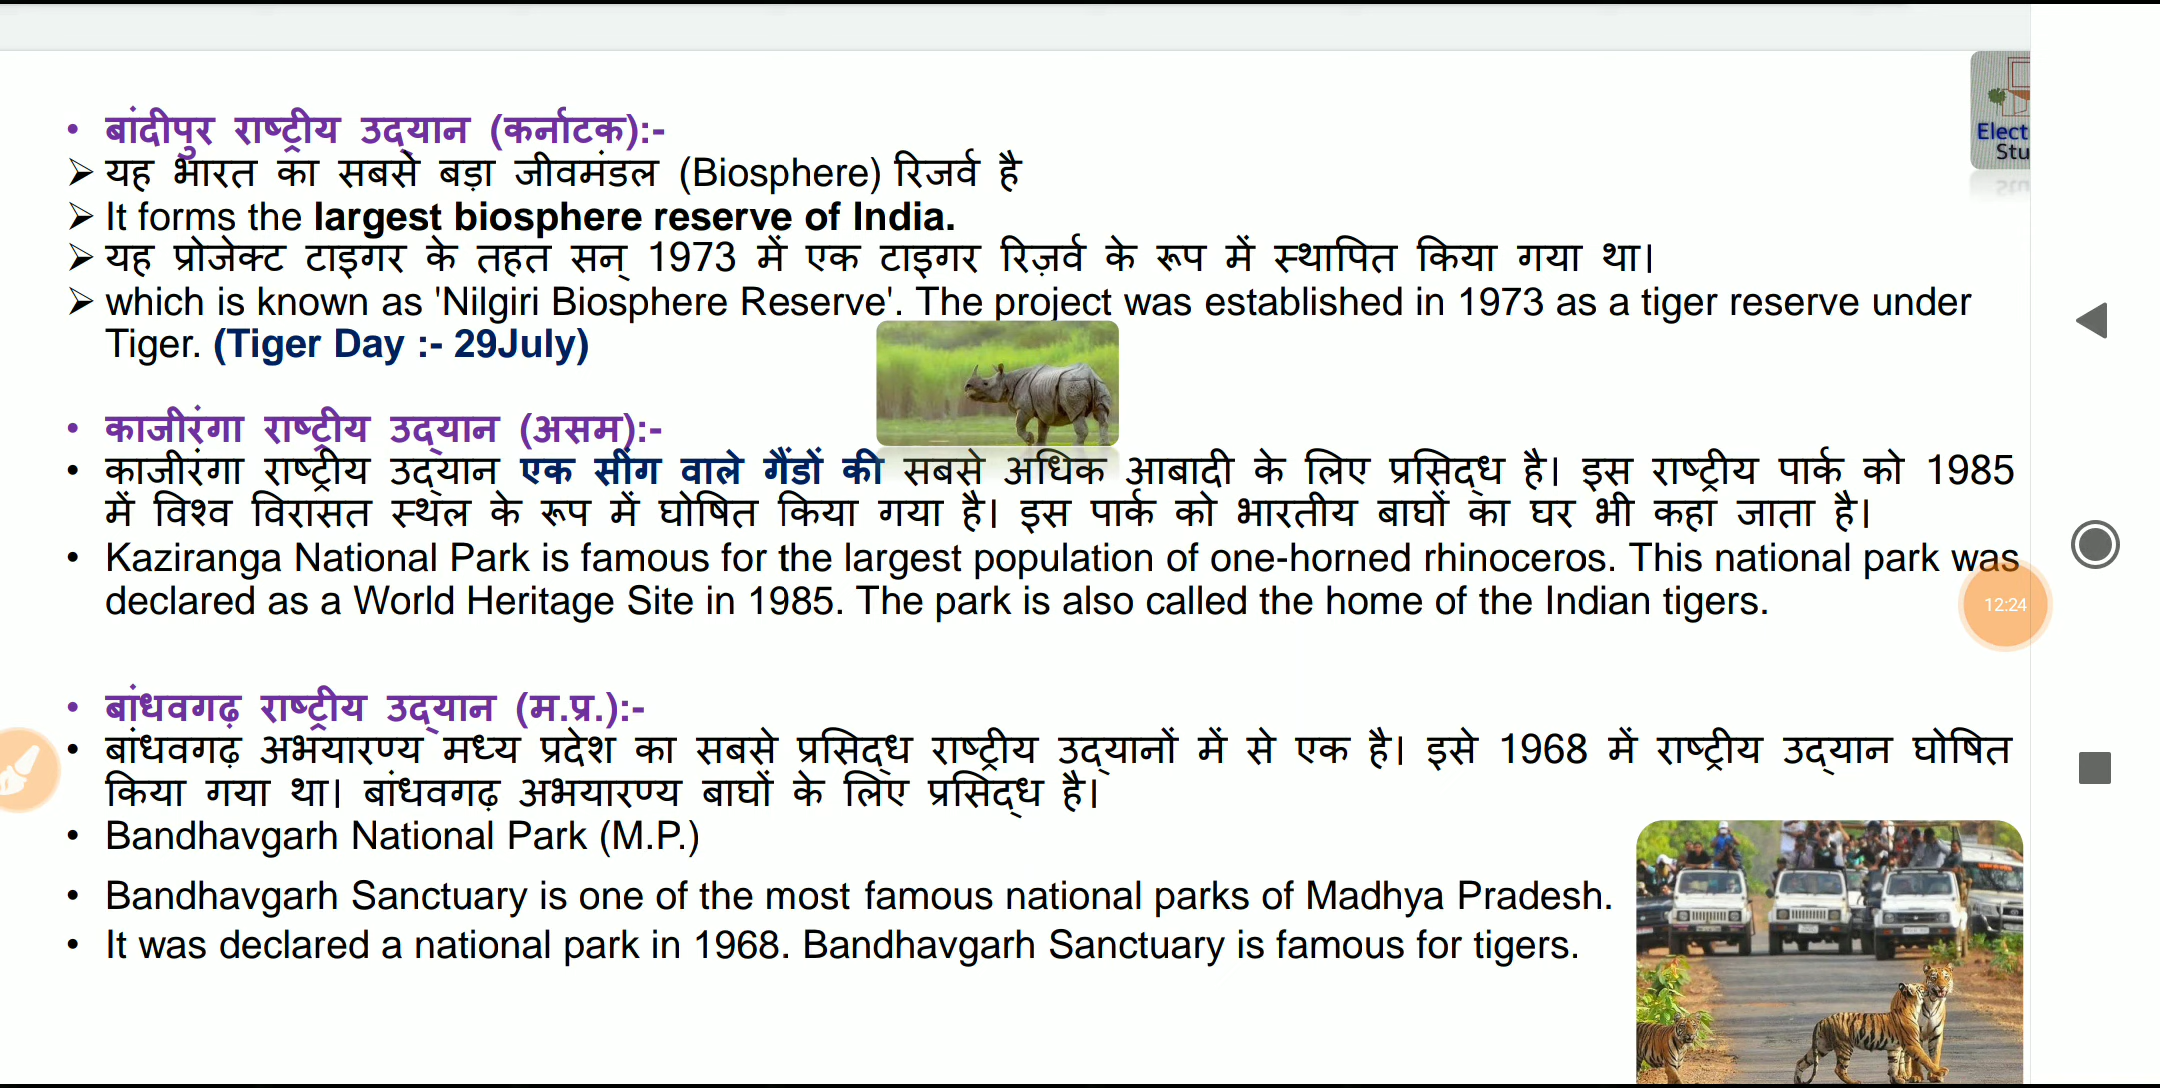 Elect
Stu
• बांदीपुर राष्ट्रीय उद्यान (कर्नाटक):-
➢ यह भारत का सबसे बड़ा जीवमंडल (Biosphere) रिजर्व है
➢ It forms the largest biosphere reserve of India.
➢ यह प्रोजेक्ट टाइगर के तहत सन् 1973 में एक टाइगर रिज़र्व के रूप में स्थापित किया गया था।
➢ which is known as 'Nilgiri Biosphere Reserve'. The project was established in 1973 as a tiger reserve under
Tiger. (Tiger Day :- 29July)
• काजीरंगा राष्ट्रीय उद्यान (असम):-
• काजीरंगा राष्ट्रीय उद्यान एक सींग वाले गैंडों की सबसे अधिक आबादी के लिए प्रसिद्ध है। इस राष्ट्रीय पार्क को 1985
में विश्व विरासत स्थल के रूप में घोषित किया गया है। इस पार्क को भारतीय बाघों का घर भी कहा जाता है।
• Kaziranga National Park is famous for the largest population of one-horned rhinoceros. This national park was
declared as a World Heritage Site in 1985. The park is also called the home of the Indian tigers.
12:24
• बांधवगढ़ राष्ट्रीय उद्यान (म.प्र.):-
• बांधवगढ़ अभयारण्य मध्य प्रदेश का सबसे प्रसिद्ध राष्ट्रीय उद्यानों में से एक है। इसे 1968 में राष्ट्रीय उद्यान घोषित
किया गया था। बांधवगढ़ अभयारण्य बाघों के लिए प्रसिद्ध है।
• Bandhavgarh National Park (M.P.)
• Bandhavgarh Sanctuary is one of the most famous national parks of Madhya Pradesh.
• It was declared a national park in 1968. Bandhavgarh Sanctuary is famous for tigers.